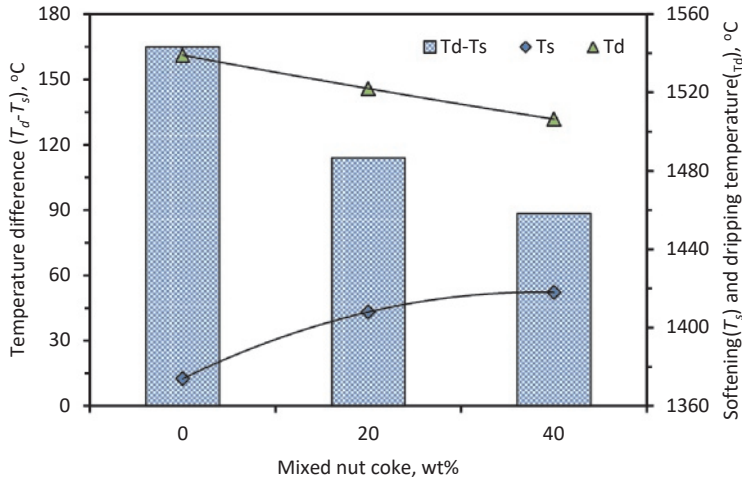 Td-Ts Ts Td
180
150
120
90
60
30
0
Temperature difference (Td-Ts), °C
1560
1520
1480
1440
1400
1360
Softening(Ts) and dripping temperature(Td), °C
0 20 40
Mixed nut coke, wt%